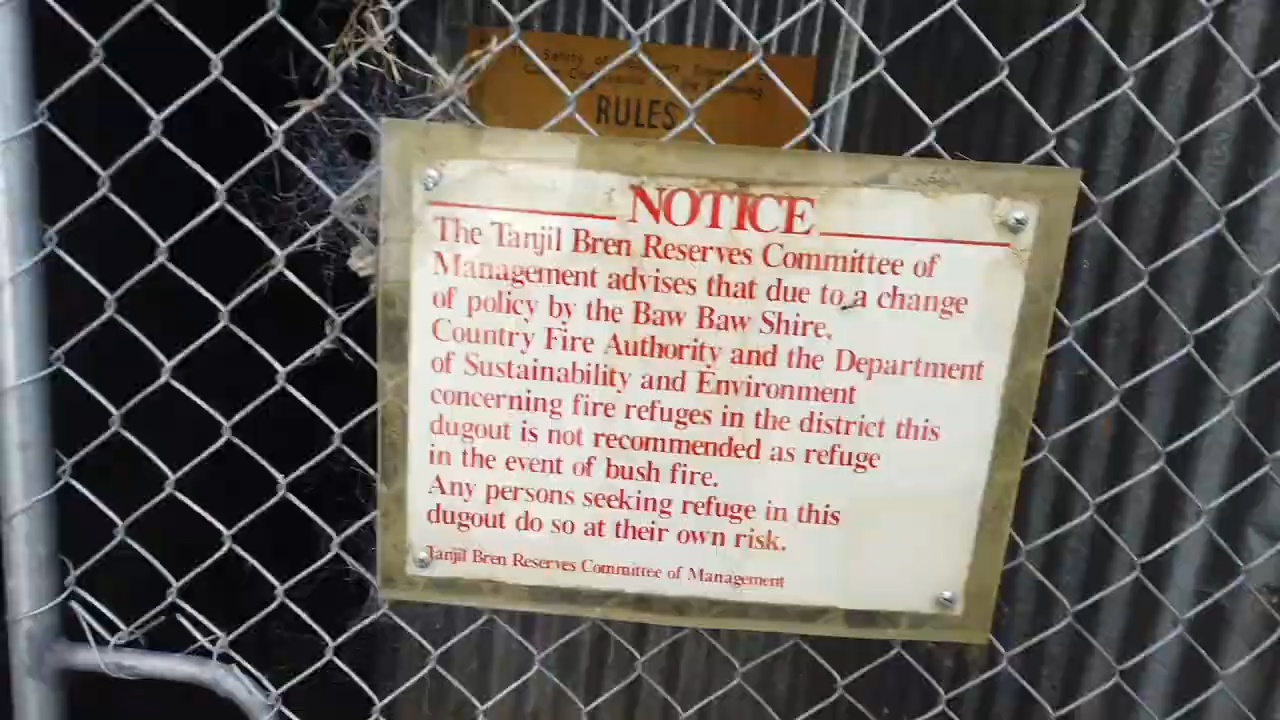 Safety of
RULES
NOTICE
The Tanjil Bren Reserves Committee of
Management advises that due to a change
of policy by the Baw Baw Shire,
Country Fire Authority and the Department
of Sustainability and Environment
concerning fire refuges in the district this
dugout is not recommended as refuge
in the event of bush fire.
Any persons seeking refuge in this
dugout do so at their own risk.
Tanjil Bren Reserves Committee of Management